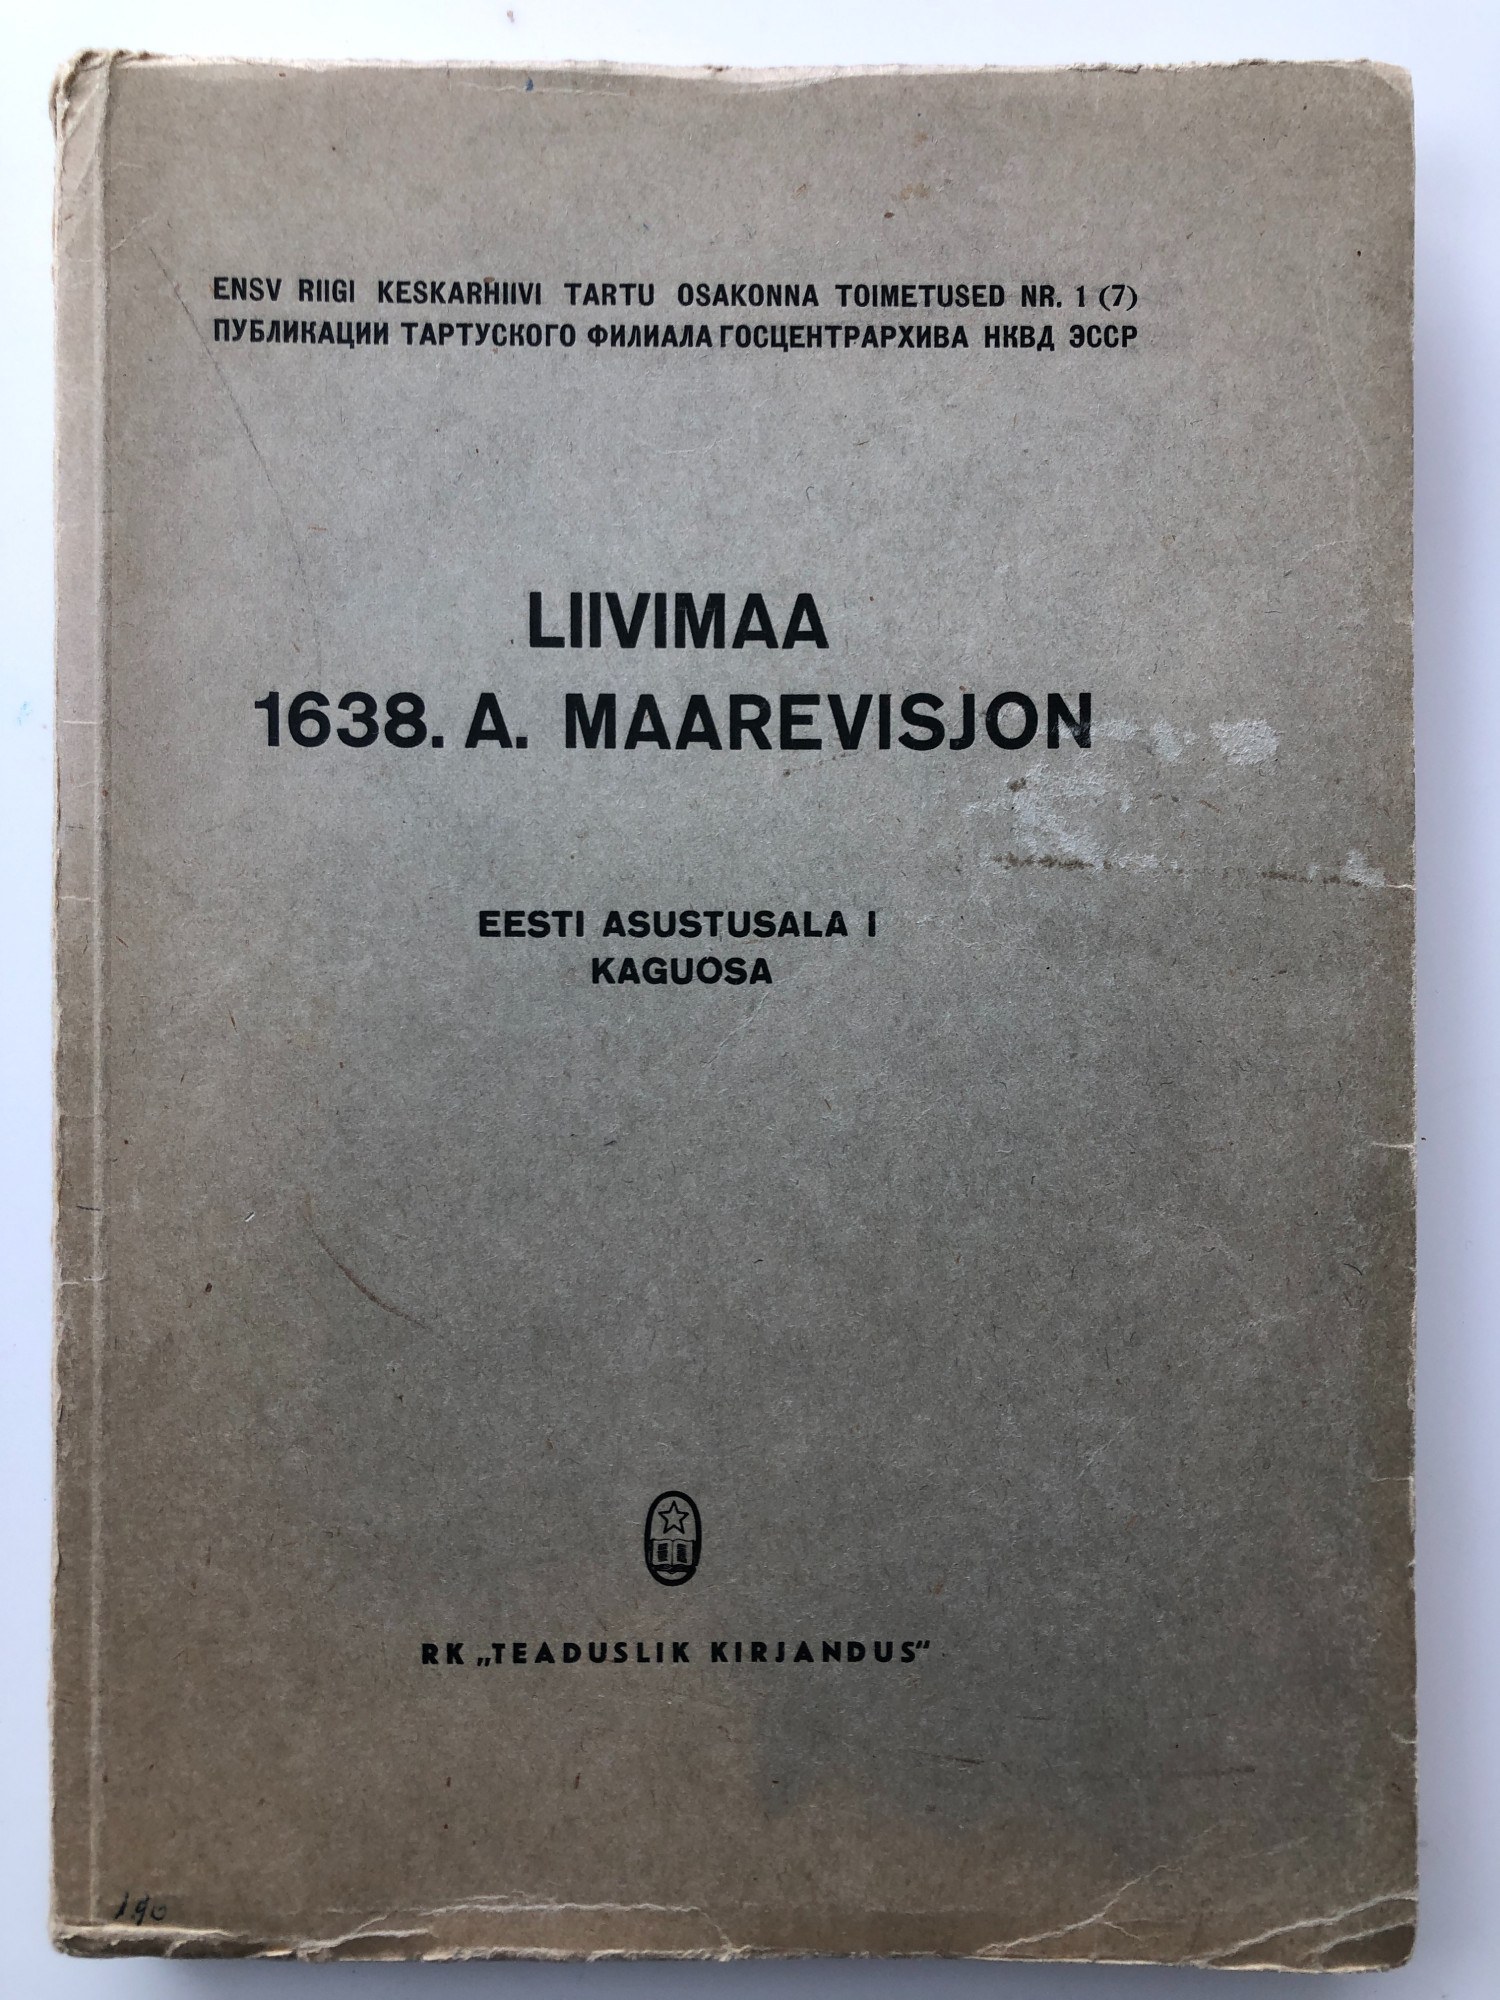 ENSV RIIGI KESKARHIIVI TARTU OSAKONNA TOIMETUSED NR. 1 (7)
ПУБЛИКАЦИИ ТАРТУСКОГО ФИЛИАЛА ГОСЦЕНТРАРХИВА НКВД ЭССР
LIIVIMAA
1638. A. MAAREVISJON
EESTI ASUSTUSALA I
KAGUOSA
RK „TEADUSLIK KIRJANDUS“
190